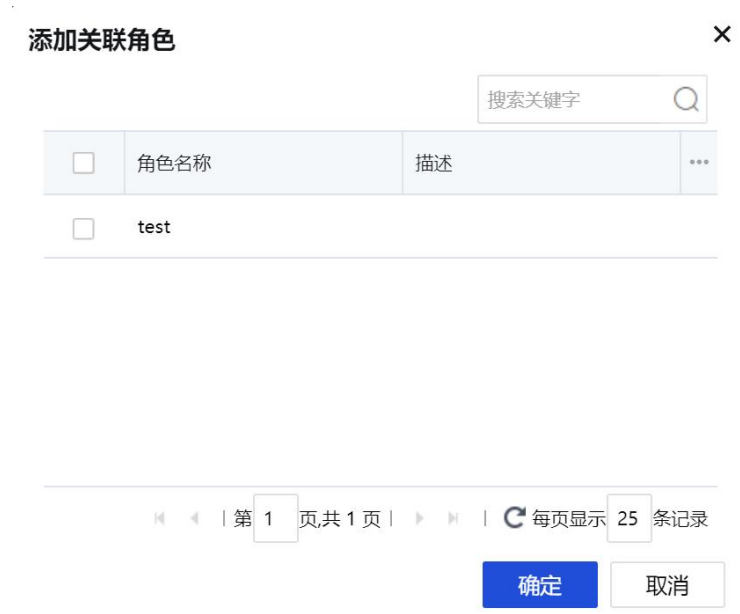 添加关联角色
搜索关键字
角色名称 描述 ...
test
第 1 页,共 1 页 每页显示 25 条记录
确定 取消